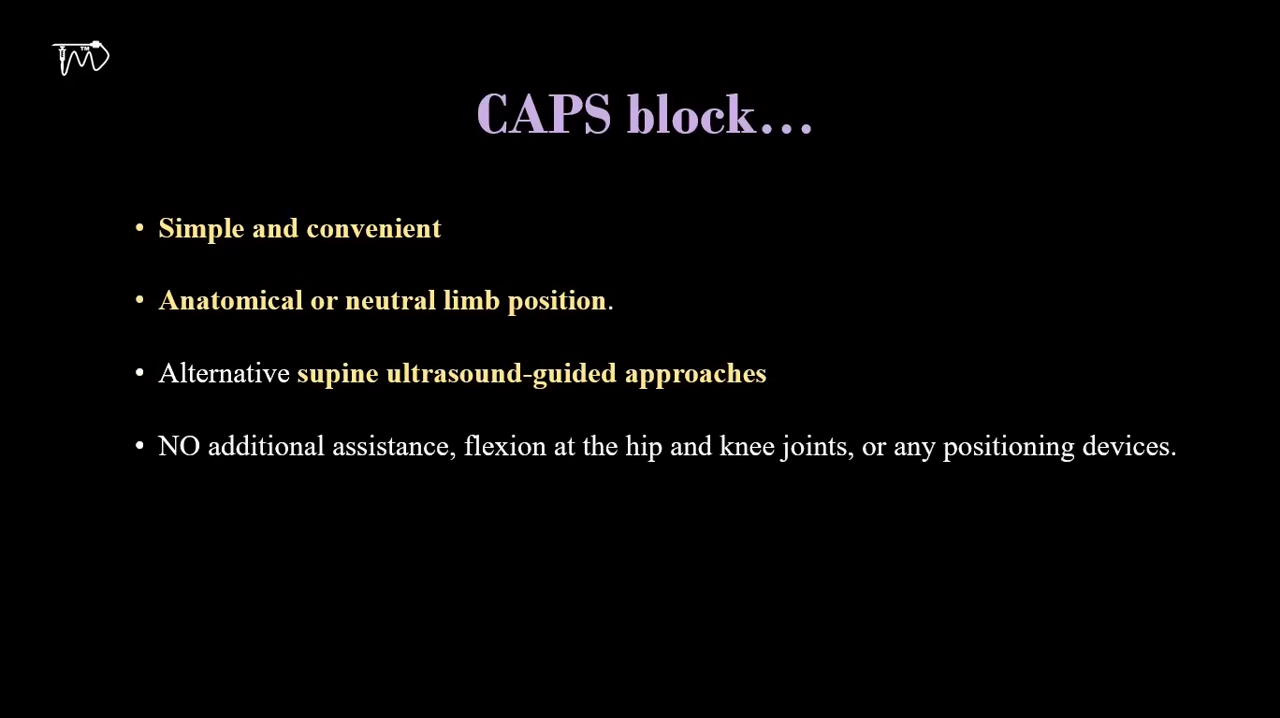 TM
CAPS block...
• Simple and convenient
• Anatomical or neutral limb position.
• Alternative supine ultrasound-guided approaches
• NO additional assistance, flexion at the hip and knee joints, or any positioning devices.